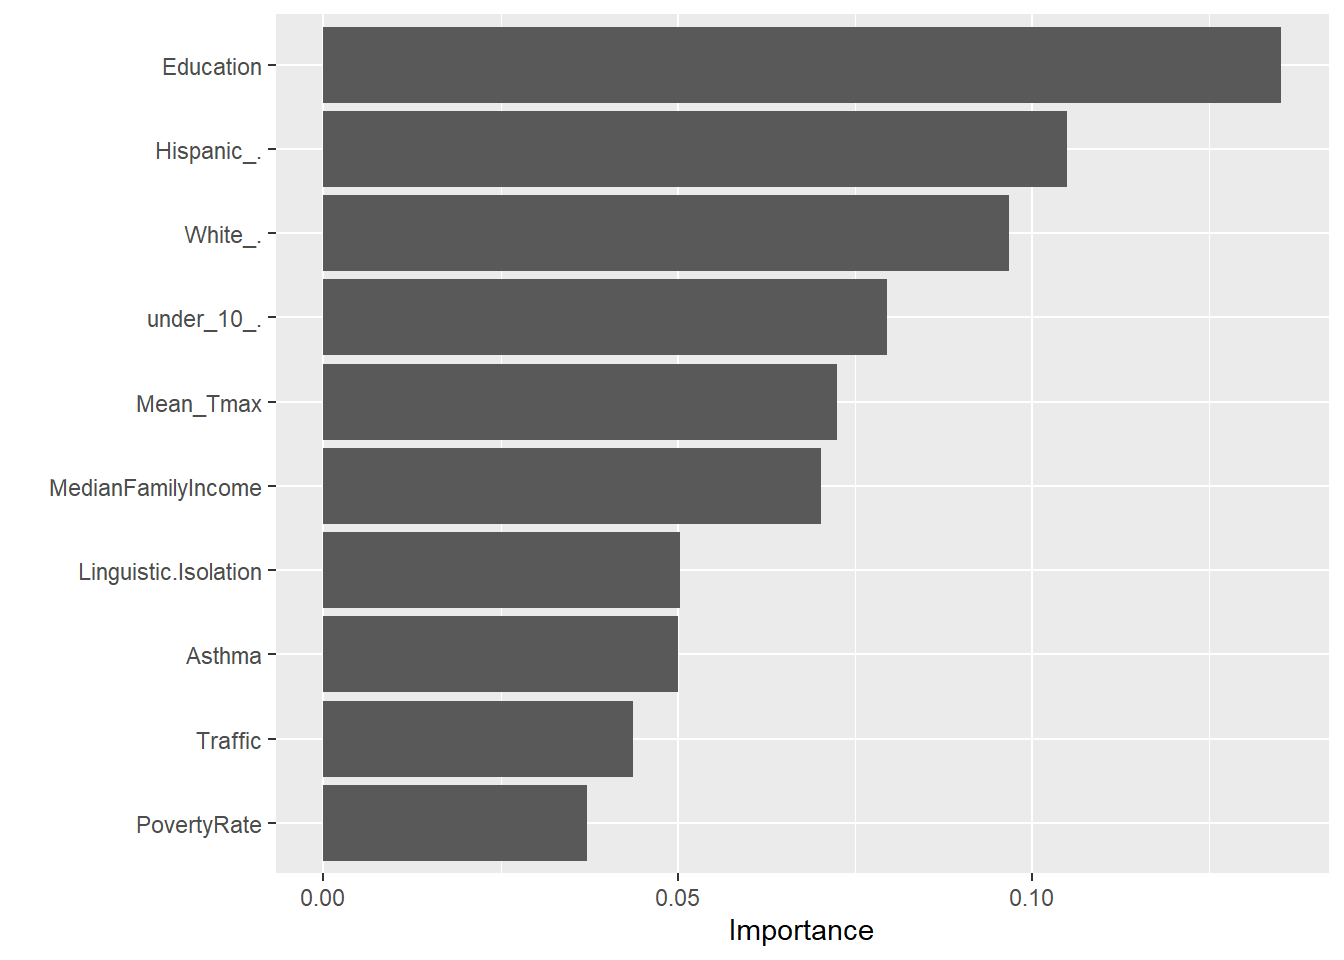 Education
Hispanic_.
White_.
under_10_.
Mean_Tmax
MedianFamilyIncome
Linguistic.Isolation
Asthma
Traffic
PovertyRate
0.00 0.05 0.10
Importance